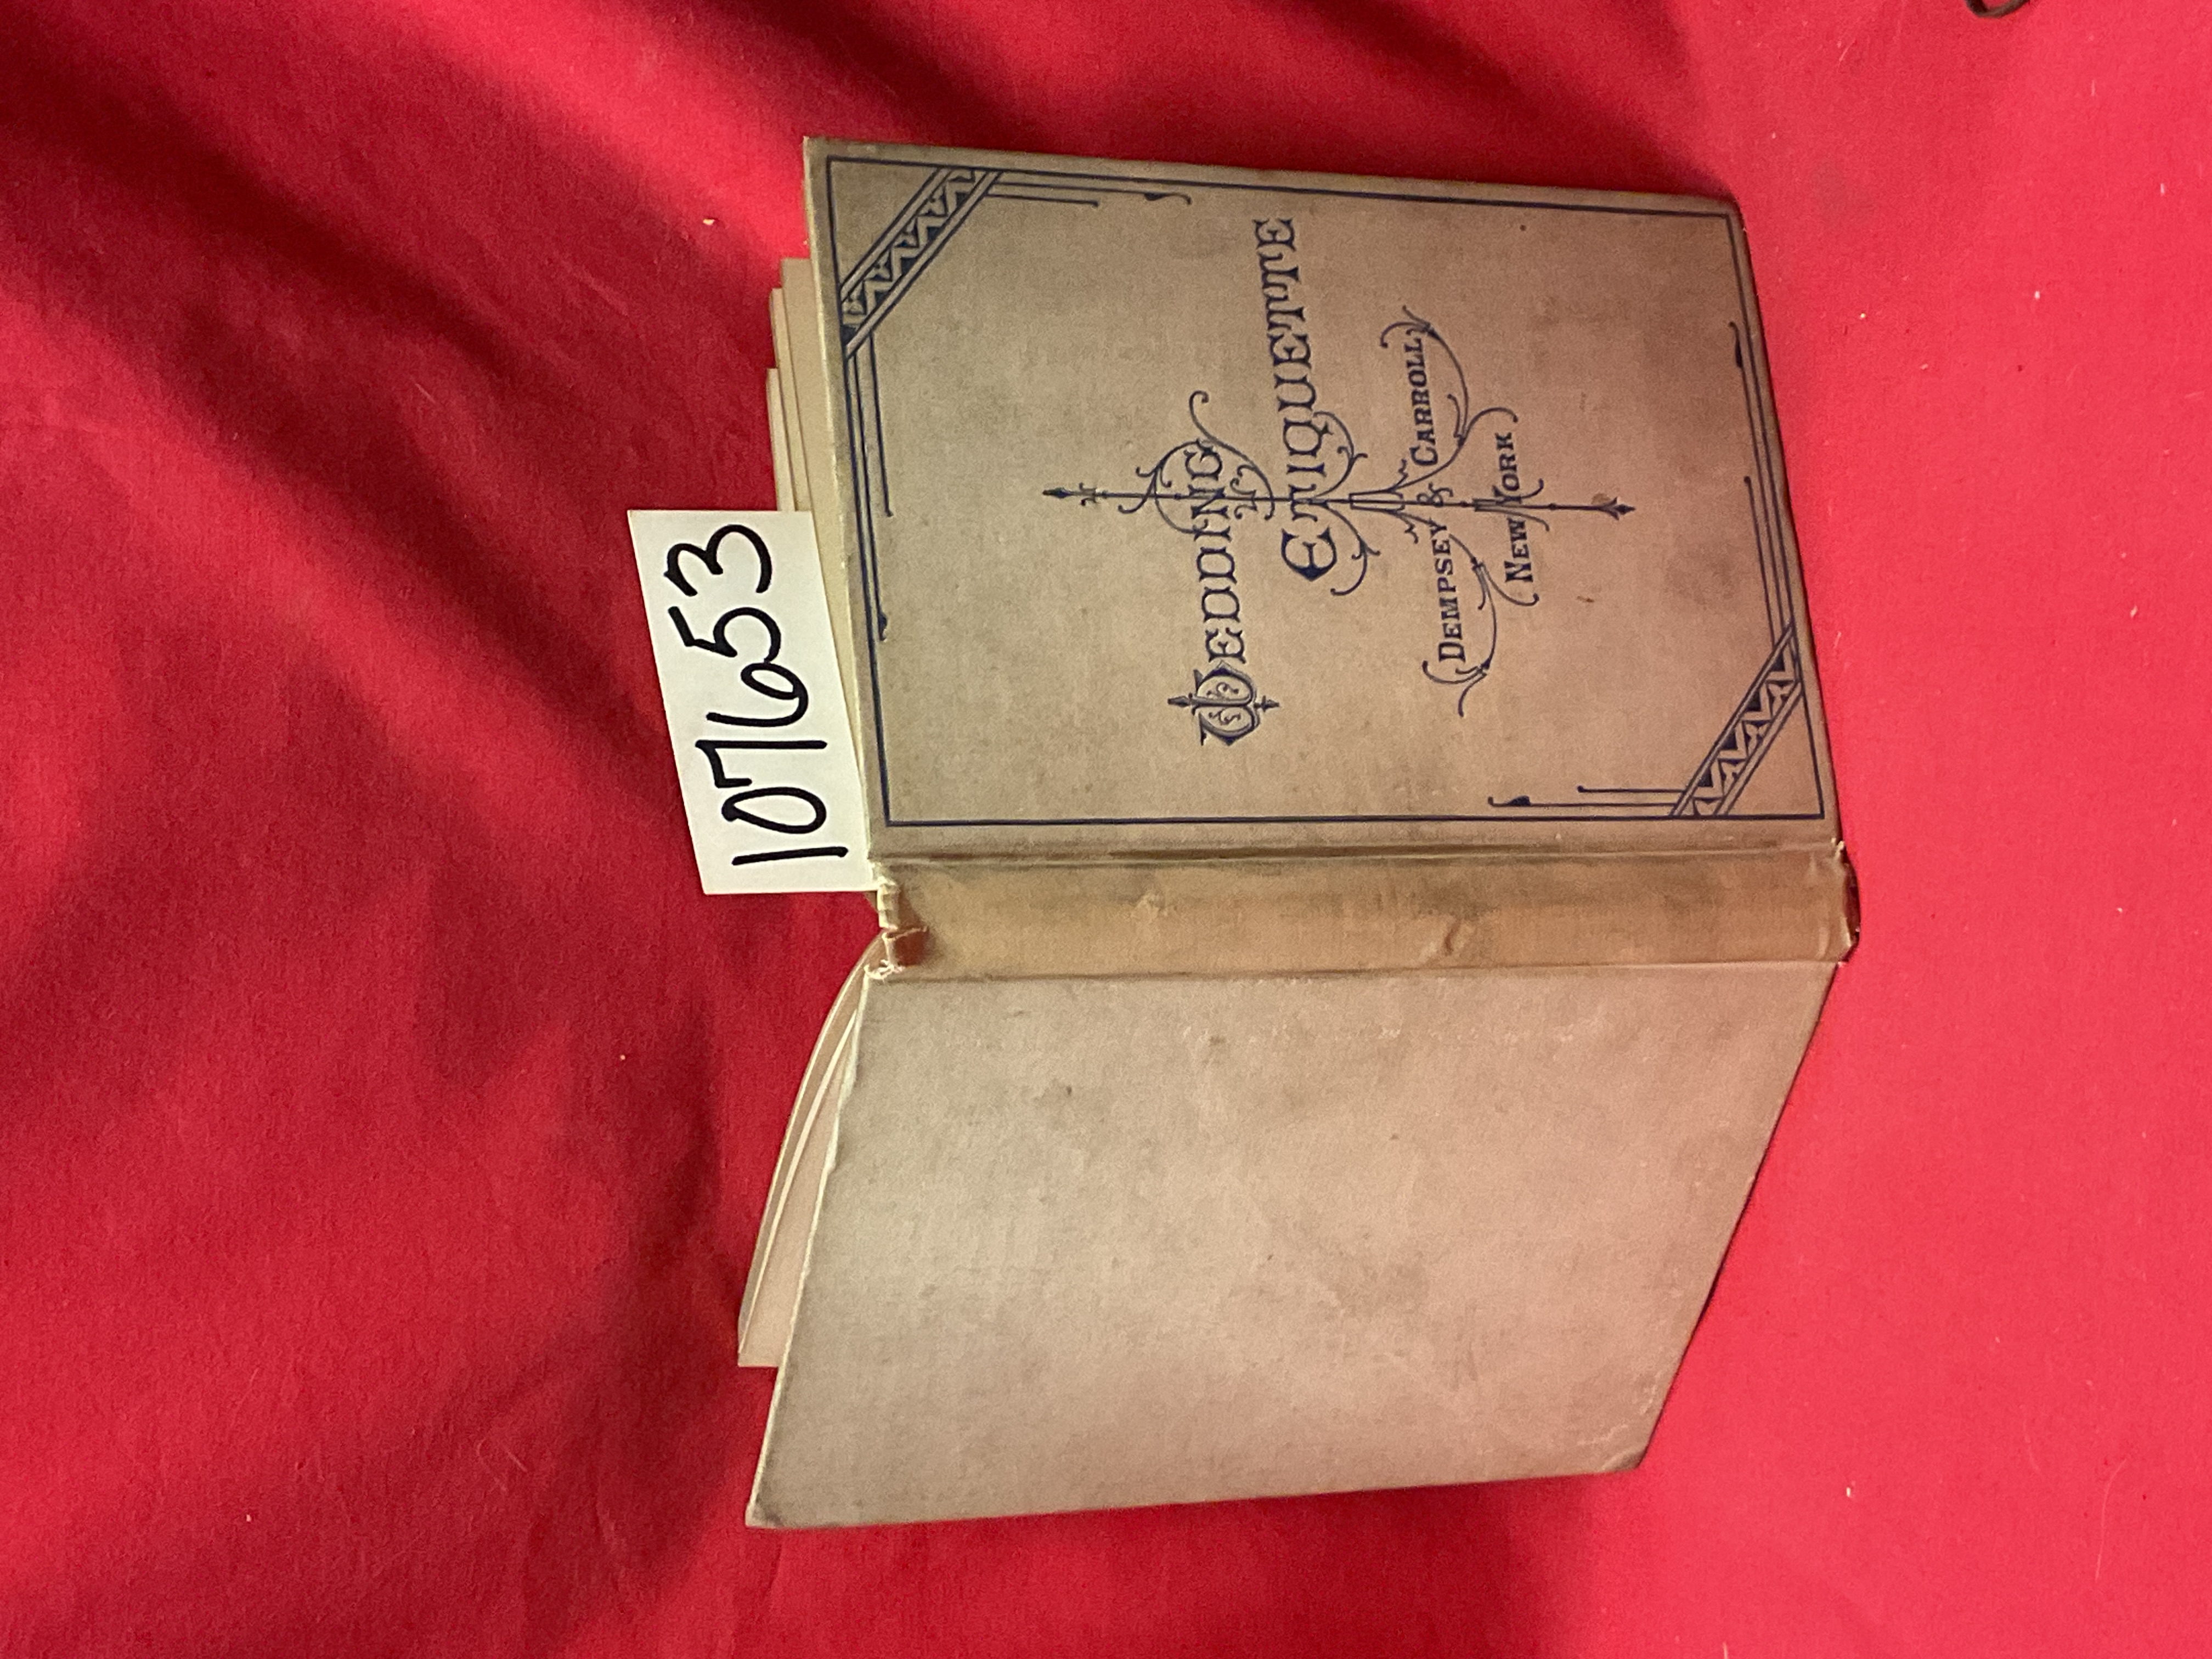 107653
WEDDING
ETIQUETTE
DEMPSEY & CARROLL
NEW YORK